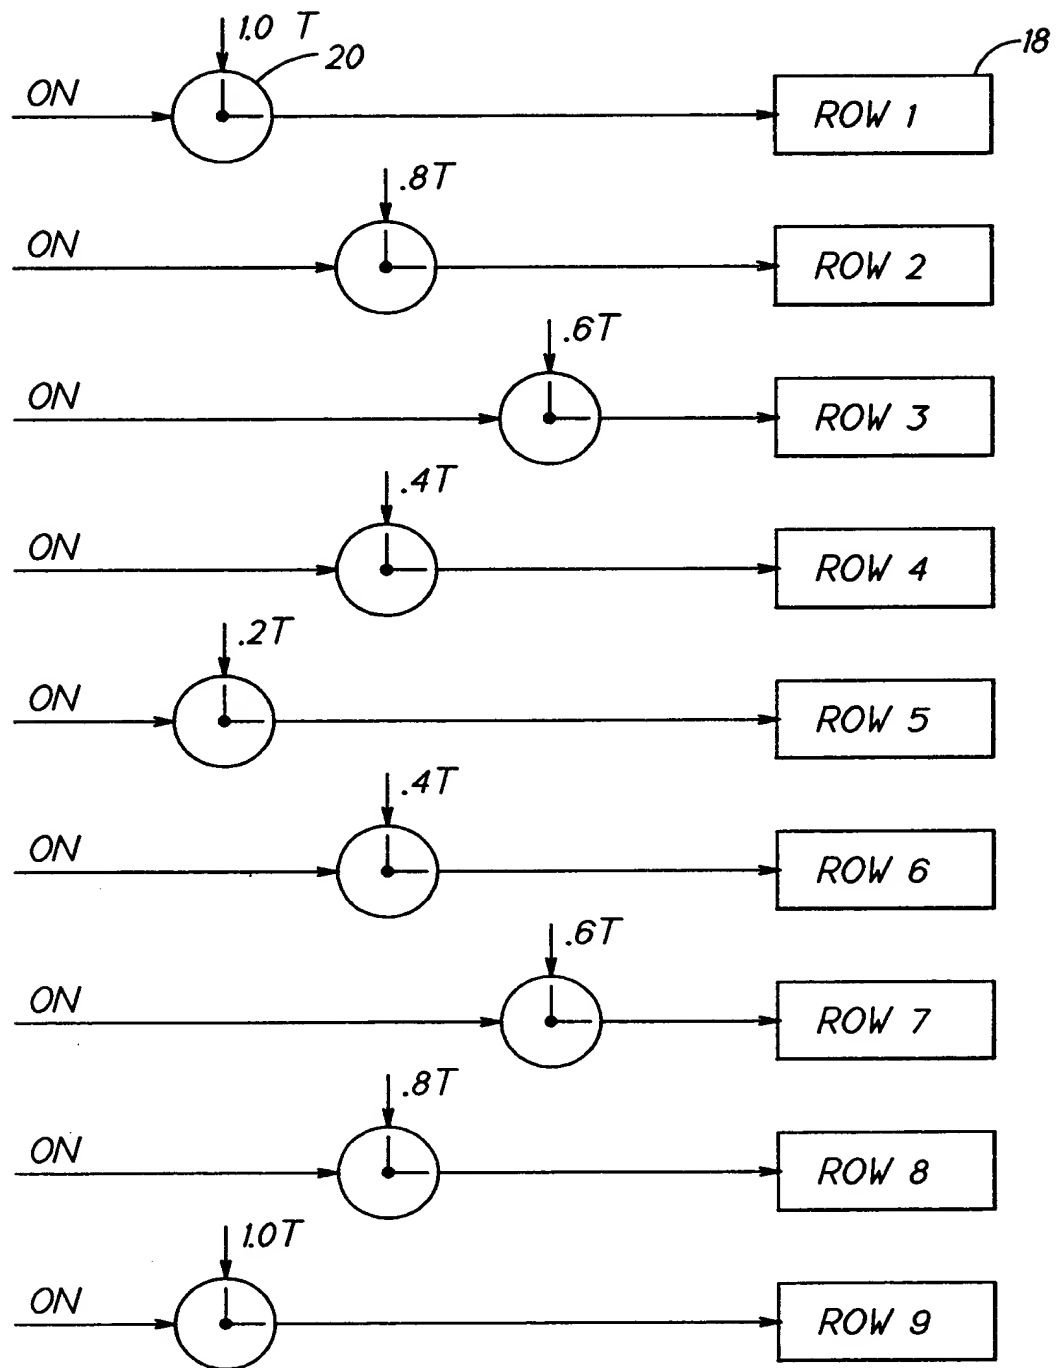 1.0 T
20
18
ON
ROW 1
.8T
ON
ROW 2
.6T
ON
ROW 3
.4T
ON
ROW 4
.2T
ON
ROW 5
.4T
ON
ROW 6
.6T
ON
ROW 7
.8T
ON
ROW 8
1.0T
ON
ROW 9